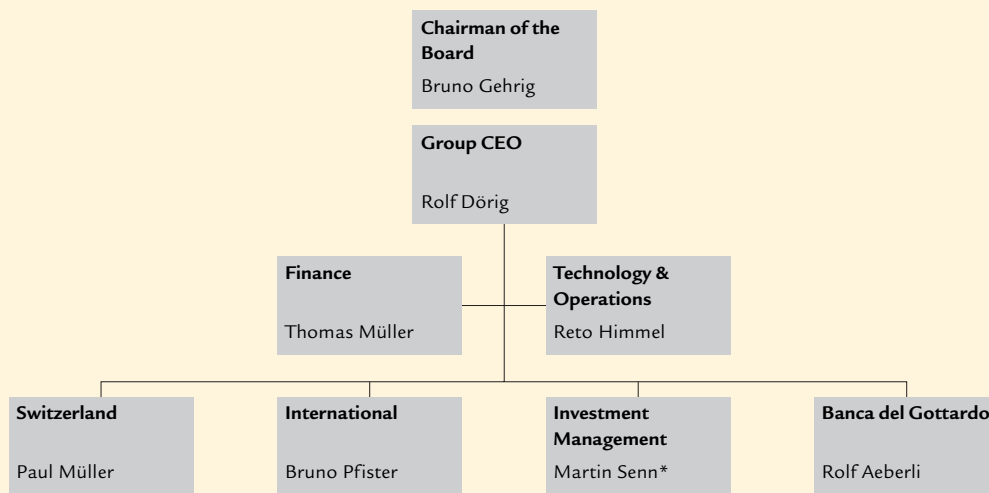 Chairman of the
Board
Bruno Gehrig
Group CEO
Rolf Dörig
Finance
Thomas Müller
Technology &
Operations
Reto Himmel
Switzerland
Paul Müller
International
Bruno Pfister
Investment
Management
Martin Senn*
Banca del Gottardo
Rolf Aeberli